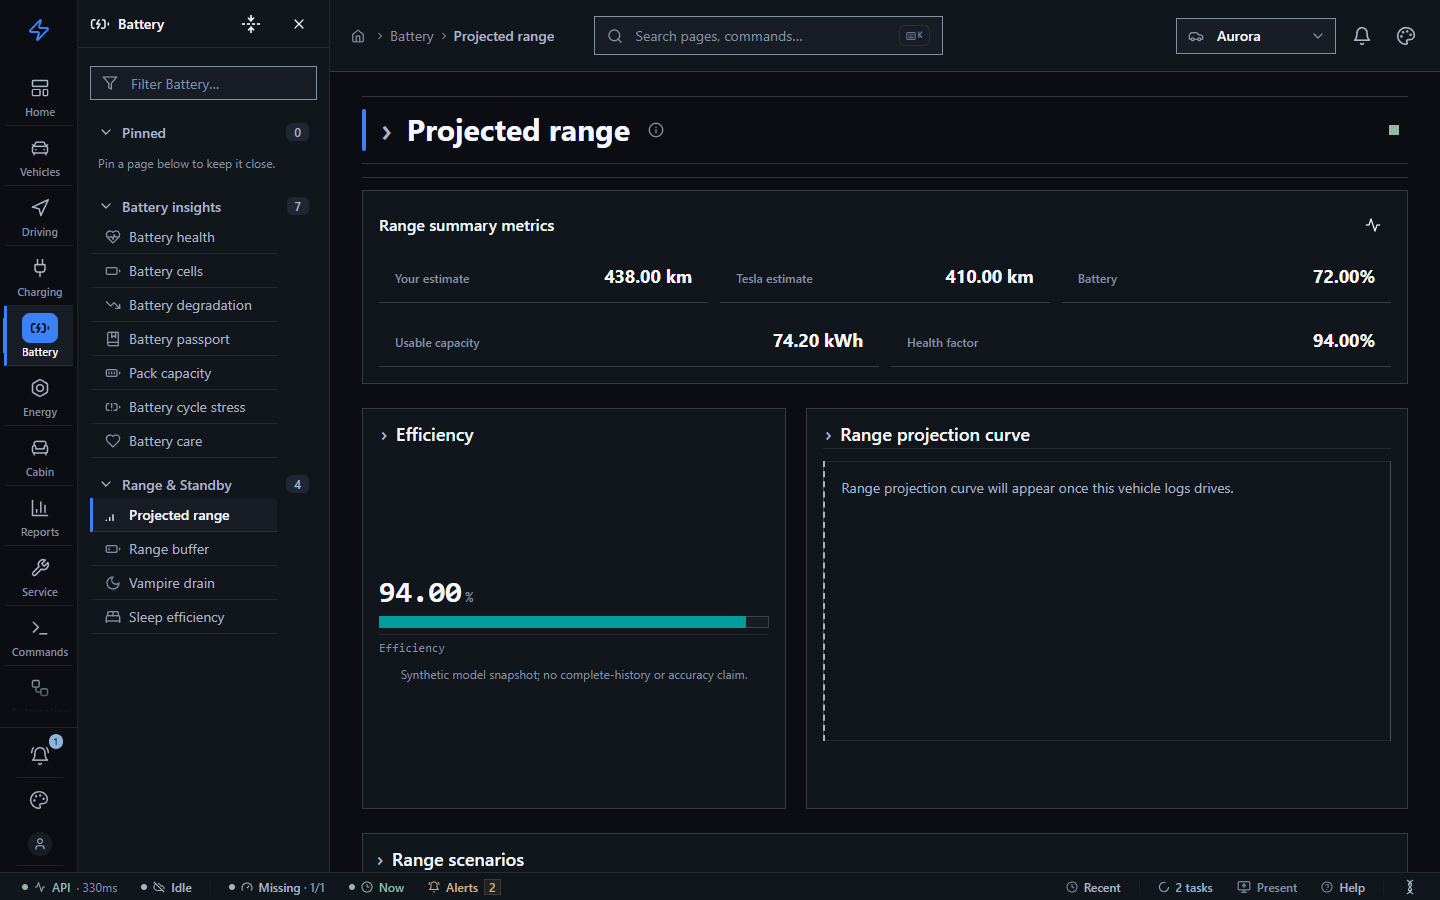 Battery
Battery
Projected range
Search pages, commands...
K
Aurora
Home
Vehicles
Driving
Charging
Battery
Energy
Cabin
Reports
Service
Commands
1
Filter Battery...
Pinned
0
Pin a page below to keep it close.
Battery insights
7
Battery health
Battery cells
Battery degradation
Battery passport
Pack capacity
Battery cycle stress
Battery care
Range & Standby
4
Projected range
Range buffer
Vampire drain
Sleep efficiency
Projected range
Range summary metrics
Your estimate 438.00 km
Tesla estimate 410.00 km
Battery 72.00%
Usable capacity 74.20 kWh
Health factor 94.00%
Efficiency
94.00 %
Efficiency
Synthetic model snapshot; no complete-history or accuracy claim.
Range projection curve
Range projection curve will appear once this vehicle logs drives.
Range scenarios
API · 330ms
Idle
Missing · 1/1
Now
Alerts 2
Recent
2 tasks
Present
Help